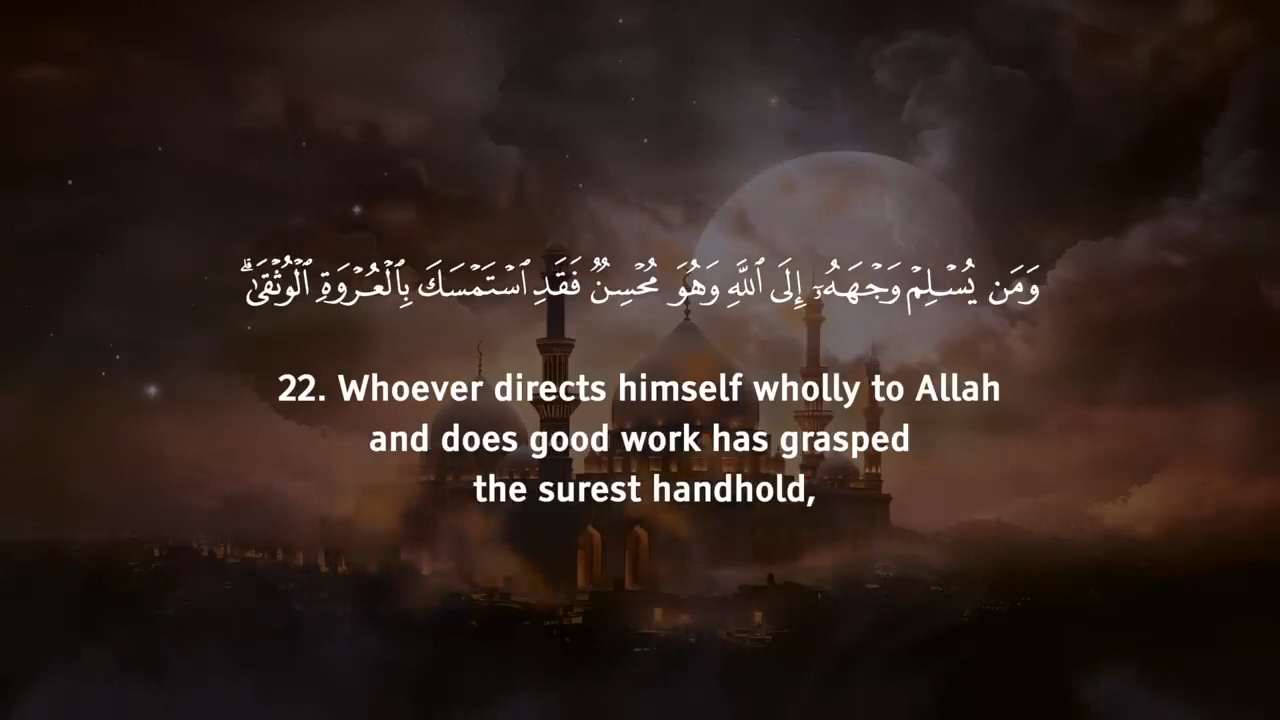 وَمَن يُسْلِمْ وَجْهَهُۥٓ إِلَى ٱللَّهِ وَهُوَ مُحْسِنٌۭ فَقَدِ ٱسْتَمْسَكَ بِٱلْعُرْوَةِ ٱلْوُثْقَىٰ ۗ
22. Whoever directs himself wholly to Allah
and does good work has grasped
the surest handhold,